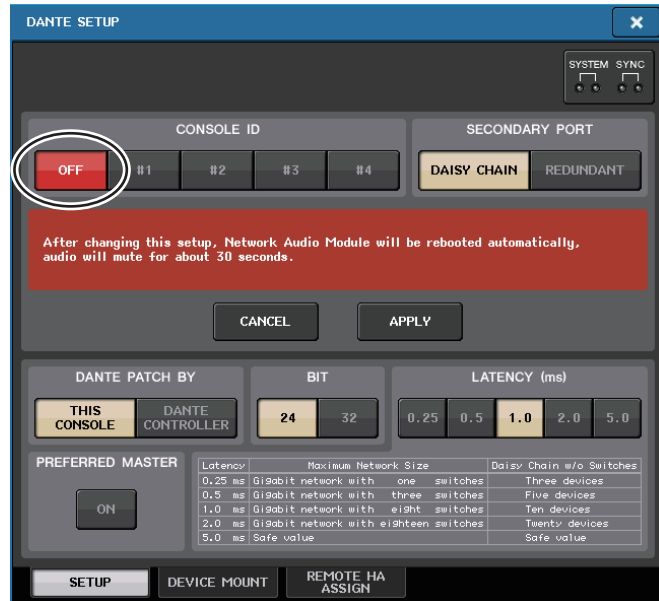 DANTE SETUP
SYSTEM SYNC
CONSOLE ID
SECONDARY PORT
OFF #1 #2 #3 #4 DAISY CHAIN REDUNDANT
After changing this setup, Network Audio Module will be rebooted automatically,
audio will mute for about 30 seconds.
CANCEL APPLY
DANTE PATCH BY
BIT
LATENCY (ms)
THIS
CONSOLE
DANTE
CONTROLLER
24 32
0.25 0.5 1.0 2.0 5.0
PREFERRED MASTER
ON
Latency Maximum Network Size Daisy Chain w/o Switches
0.25 ms Gigabit network with one switches Three devices
0.5 ms Gigabit network with three switches Five devices
1.0 ms Gigabit network with eight switches Ten devices
2.0 ms Gigabit network with eighteen switches Twenty devices
5.0 ms Safe value Safe value
SETUP
DEVICE MOUNT
REMOTE HA
ASSIGN